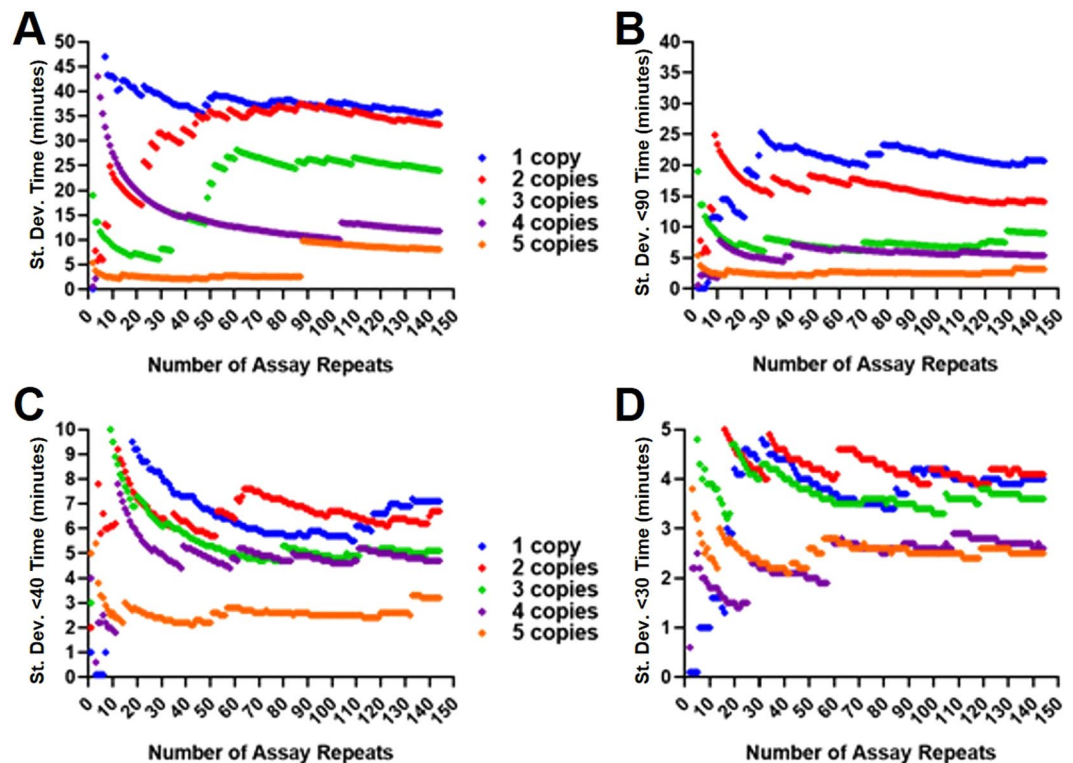 A
St. Dev. Time (minutes)
50
45
40
35
30
25
20
15
10
5
0
0 10 20 30 40 50 60 70 80 90 100 110 120 130 140 150
Number of Assay Repeats
1 copy
2 copies
3 copies
4 copies
5 copies
B
St. Dev. <90 Time (minutes)
40
35
30
25
20
15
10
5
0
0 10 20 30 40 50 60 70 80 90 100 110 120 130 140 150
Number of Assay Repeats
C
St. Dev. <40 Time (minutes)
10
9
8
7
6
5
4
3
2
1
0
0 10 20 30 40 50 60 70 80 90 100 110 120 130 140 150
Number of Assay Repeats
1 copy
2 copies
3 copies
4 copies
5 copies
D
St. Dev. <30 Time (minutes)
5
4
3
2
1
0
0 10 20 30 40 50 60 70 80 90 100 110 120 130 140 150
Number of Assay Repeats